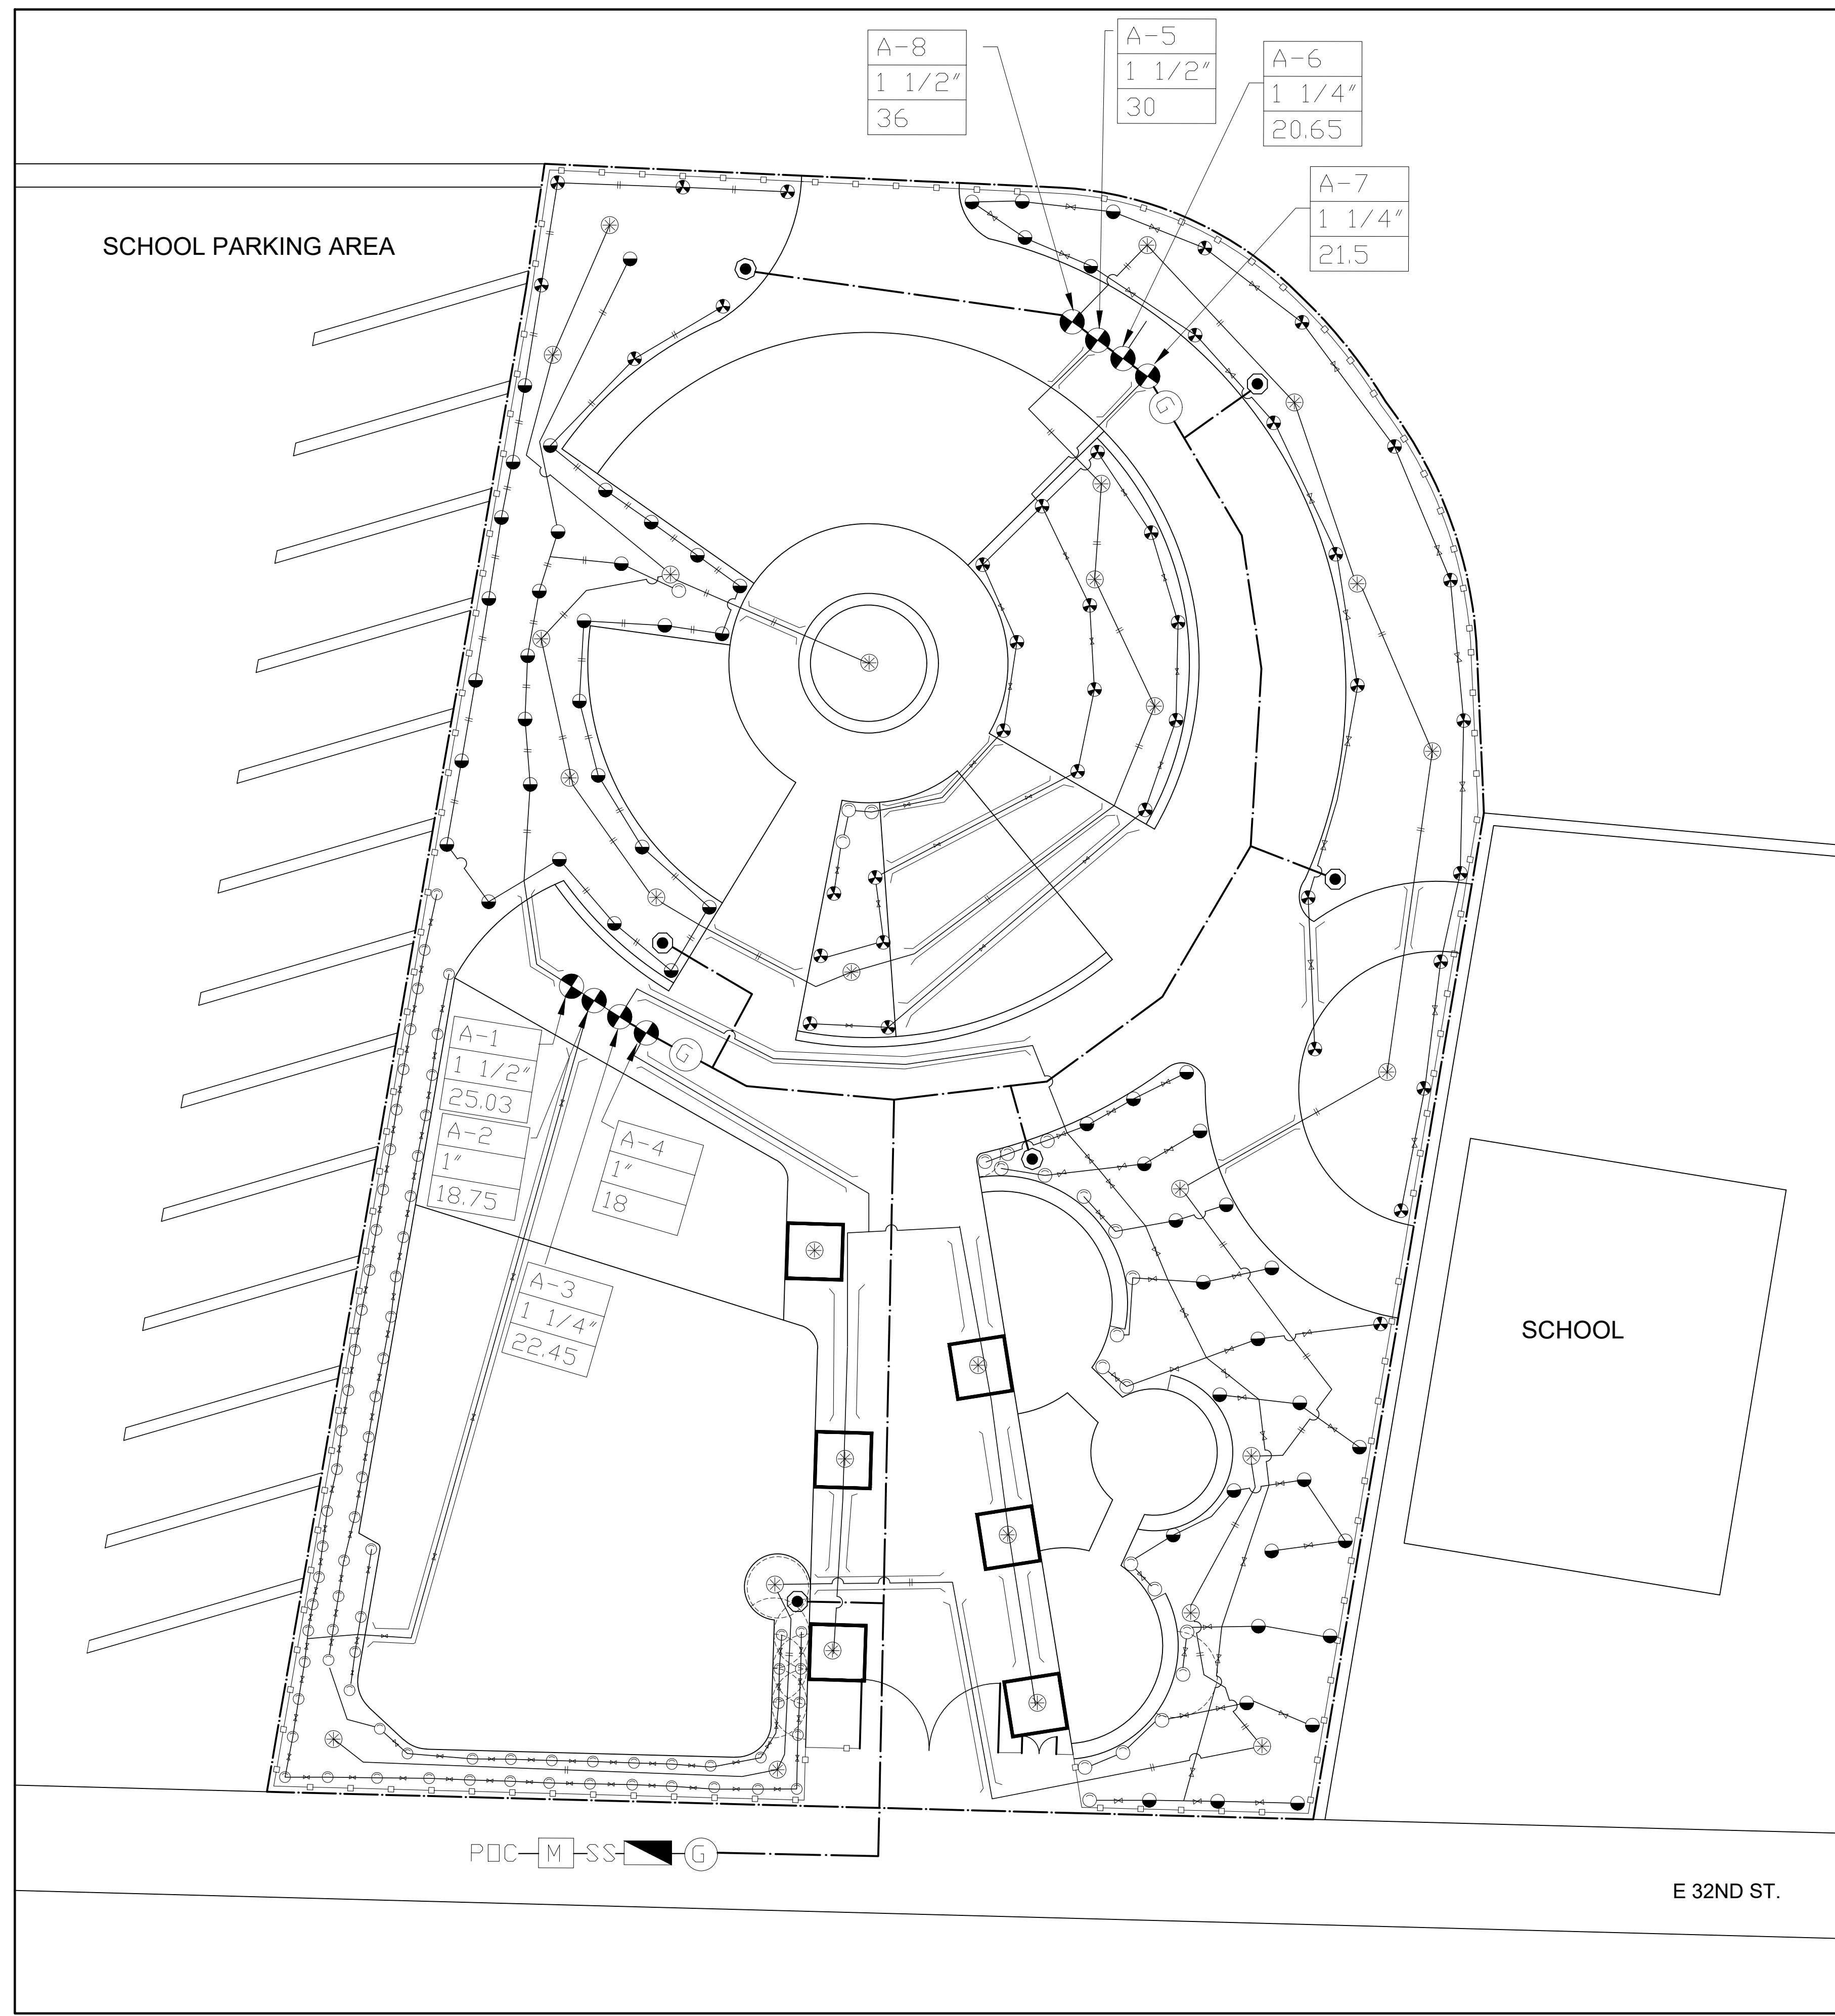 A-8
1 1/2"
36
A-5
1 1/2"
30
A-6
1 1/4"
20.65
A-7
1 1/4"
21.5
SCHOOL PARKING AREA
G
A-1
1 1/2"
25.03
A-2
1"
18.75
G
A-4
1"
18
A-3
1 1/4"
22.45
SCHOOL
POC M SS G
E 32ND ST.